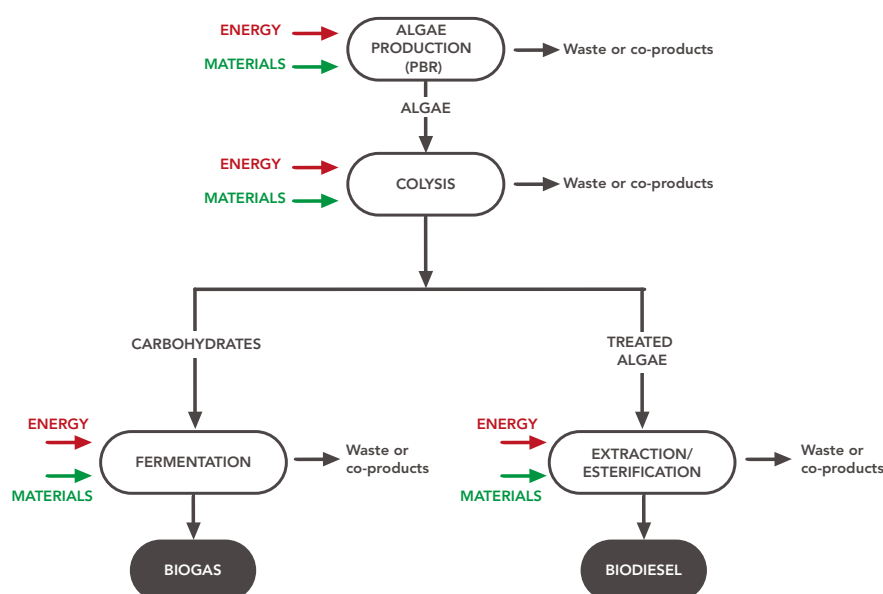 ENERGY
MATERIALS
ALGAE
PRODUCTION
(PBR)
Waste or co-products
ALGAE
ENERGY
MATERIALS
COLYSIS
Waste or co-products
CARBOHYDRATES
TREATED
ALGAE
ENERGY
MATERIALS
FERMENTATION
Waste or
co-products
ENERGY
MATERIALS
EXTRACTION/
ESTERIFICATION
Waste or
co-products
BIOGAS
BIODIESEL